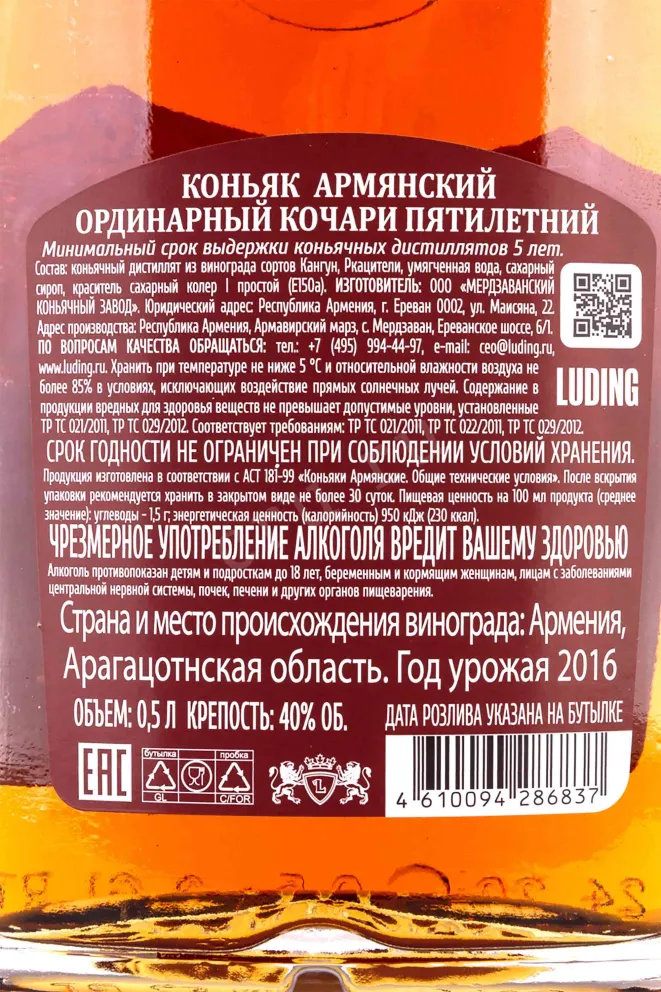 КОНЬЯК АРМЯНСКИЙ
ОРДИНАРНЫЙ КОЧАРИ ПЯТИЛЕТНИЙ
Минимальный срок выдержки коньячных дистиллятов 5 лет.
Состав: коньячный дистиллят из винограда сортов Кангун, Ркацители, умягченная вода, сахарный
сироп, краситель сахарный колер I простой (E150a). ИЗГОТОВИТЕЛЬ: ООО «МЕРДЗАВАНСКИЙ
КОНЬЯЧНЫЙ ЗАВОД». Юридический адрес: Республика Армения, г. Ереван 0002, ул. Маисяна, 22.
Адрес производства: Республика Армения, Армавирский марз, с. Мердзаван, Ереванское шоссе, 6/1.
ПО ВОПРОСАМ КАЧЕСТВА ОБРАЩАТЬСЯ: тел.: +7 (495) 994-44-97, e-mail: ceo@luding.ru,
www.luding.ru. Хранить при температуре не ниже 5 °C и относительной влажности воздуха не
более 85% в условиях, исключающих воздействие прямых солнечных лучей. Содержание в
продукции вредных для здоровья веществ не превышает допустимые уровни, установленные
ТР ТС 021/2011, ТР ТС 029/2012. Соответствует требованиям: ТР ТС 021/2011, ТР ТС 022/2011, ТР ТС 029/2012.
LUDING
СРОК ГОДНОСТИ НЕ ОГРАНИЧЕН ПРИ СОБЛЮДЕНИИ УСЛОВИЙ ХРАНЕНИЯ.
Продукция изготовлена в соответствии с АСТ 181-99 «Коньяки Армянские. Общие технические условия». После вскрытия
упаковки рекомендуется хранить в закрытом виде не более 30 суток. Пищевая ценность на 100 мл продукта (среднее
значение): углеводы - 1,5 г; энергетическая ценность (калорийность) 950 кДж (230 ккал).
ЧРЕЗМЕРНОЕ УПОТРЕБЛЕНИЕ АЛКОГОЛЯ ВРЕДИТ ВАШЕМУ ЗДОРОВЬЮ
Алкоголь противопоказан детям и подросткам до 18 лет, беременным и кормящим женщинам, лицам с заболеваниями
центральной нервной системы, почек, печени и других органов пищеварения.
Страна и место происхождения винограда: Армения,
Арагацотнская область. Год урожая 2016
ОБЪЕМ: 0,5 Л КРЕПОСТЬ: 40% ОБ.
ДАТА РОЗЛИВА УКАЗАНА НА БУТЫЛКЕ
EAC
бутылка
пробка
GL
C/FOR
L
4 610094 286837